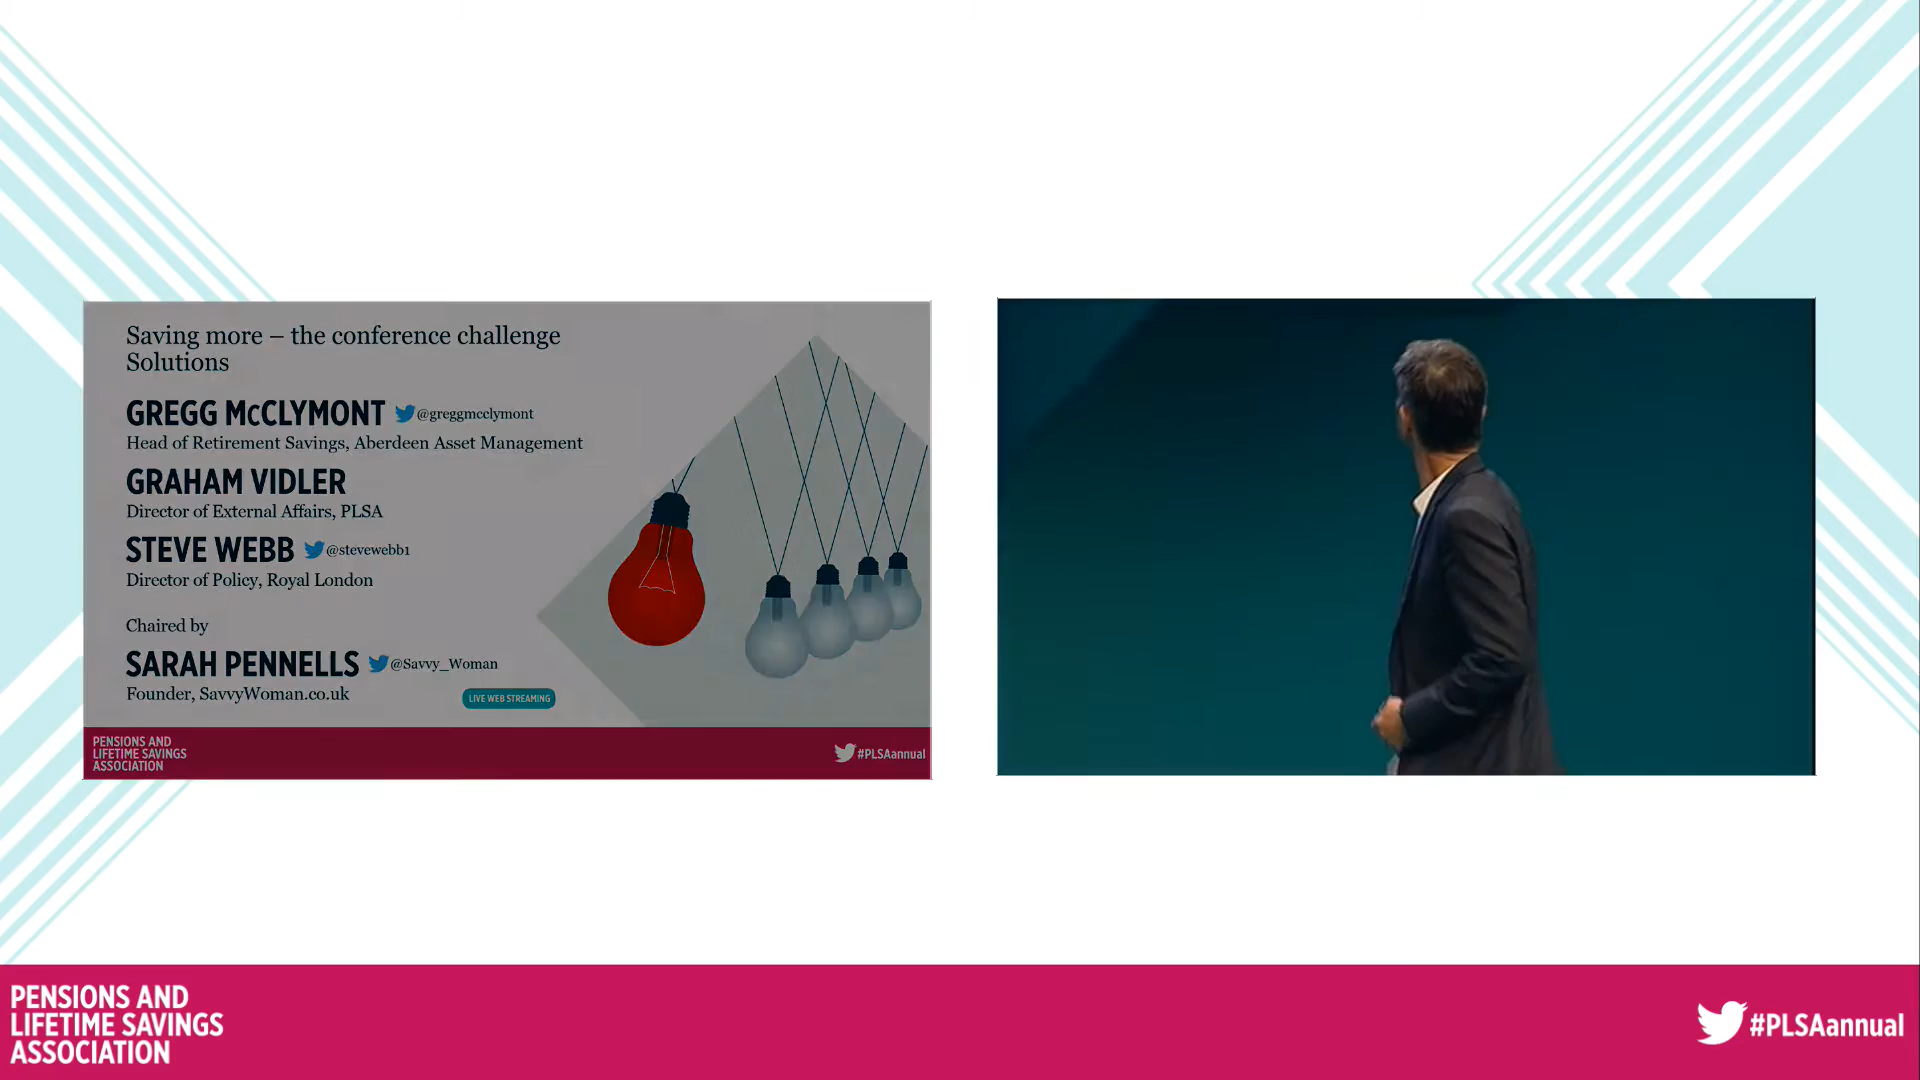 Saving more – the conference challenge
Solutions
GREGG McCLYMONT @greggmcclymont
Head of Retirement Savings, Aberdeen Asset Management
GRAHAM VIDLER
Director of External Affairs, PLSA
STEVE WEBB @stevewebb1
Director of Policy, Royal London
Chaired by
SARAH PENNELLS @Savvy_Woman
Founder, SavvyWoman.co.uk
LIVE WEB STREAMING
PENSIONS AND
LIFETIME SAVINGS
ASSOCIATION
#PLSAannual
PENSIONS AND
LIFETIME SAVINGS
ASSOCIATION
#PLSAannual